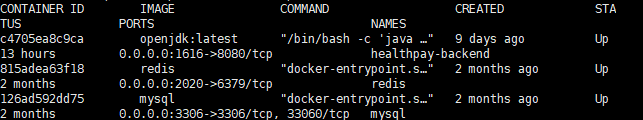 CONTAINER ID IMAGE COMMAND CREATED STA
TUS PORTS NAMES
c4705ea8c9ca openjdk:latest "/bin/bash -c 'java …" 9 days ago Up
13 hours 0.0.0.0:1616->8080/tcp healthpay-backend
815adea63f18 redis "docker-entrypoint.s…" 2 months ago Up
2 months 0.0.0.0:2020->6379/tcp redis
126ad592dd75 mysql "docker-entrypoint.s…" 2 months ago Up
2 months 0.0.0.0:3306->3306/tcp, 33060/tcp mysql